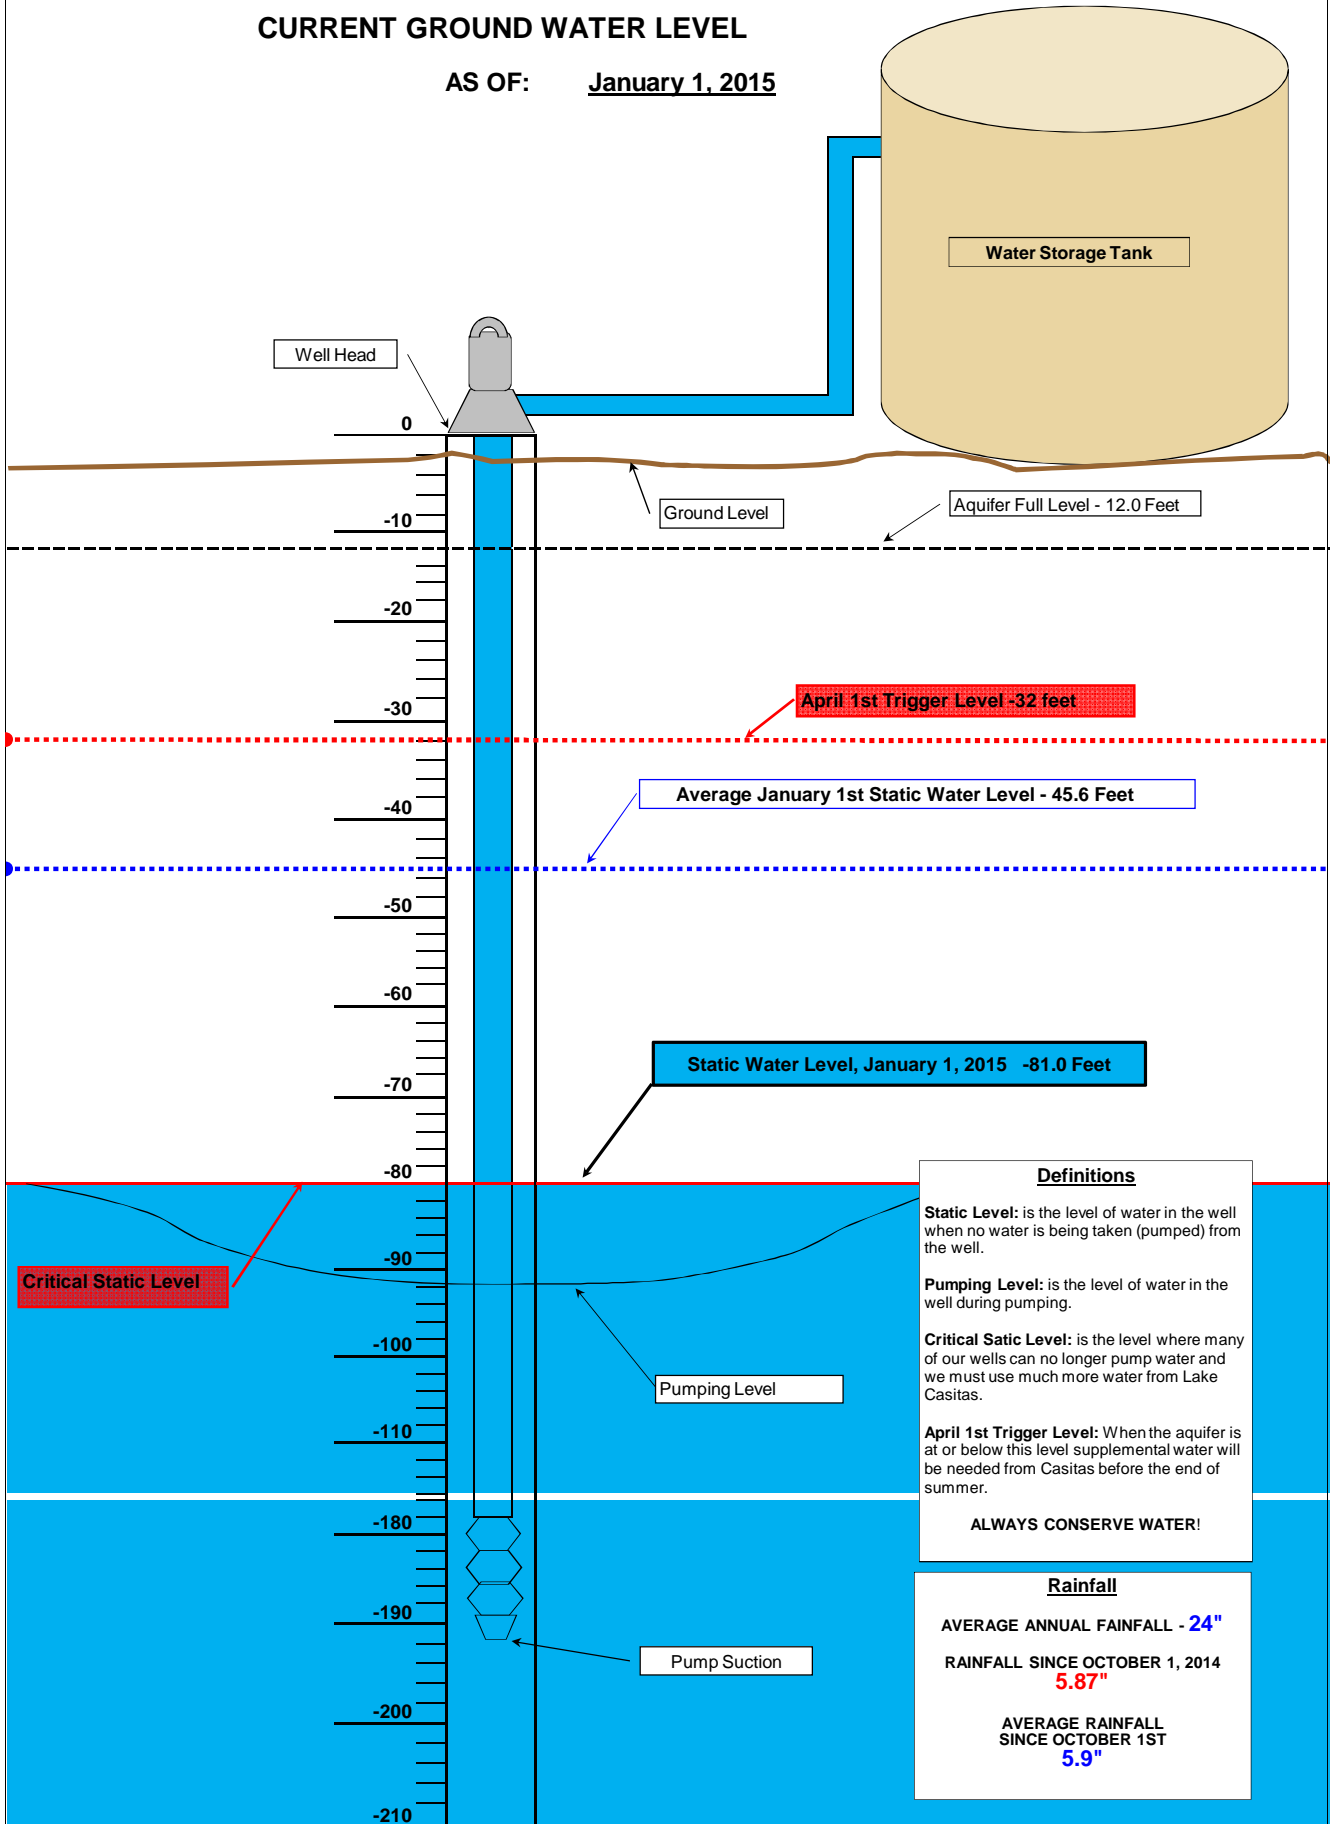 CURRENT GROUND WATER LEVEL
AS OF: January 1, 2015
Water Storage Tank
Well Head
0
Ground Level
Aquifer Full Level - 12.0 Feet
-10
-20
April 1st Trigger Level -32 feet
-30
Average January 1st Static Water Level - 45.6 Feet
-40
-50
-60
Static Water Level, January 1, 2015 -81.0 Feet
-70
-80
Critical Static Level
-90
-100
Pumping Level
-110
-180
-190
Pump Suction
-200
-210
Definitions
Static Level: is the level of water in the well
when no water is being taken (pumped) from
the well.
Pumping Level: is the level of water in the
well during pumping.
Critical Satic Level: is the level where many
of our wells can no longer pump water and
we must use much more water from Lake
Casitas.
April 1st Trigger Level: When the aquifer is
at or below this level supplemental water will
be needed from Casitas before the end of
summer.
ALWAYS CONSERVE WATER!
Rainfall
AVERAGE ANNUAL FAINFALL - 24"
RAINFALL SINCE OCTOBER 1, 2014
5.87"
AVERAGE RAINFALL
SINCE OCTOBER 1ST
5.9"